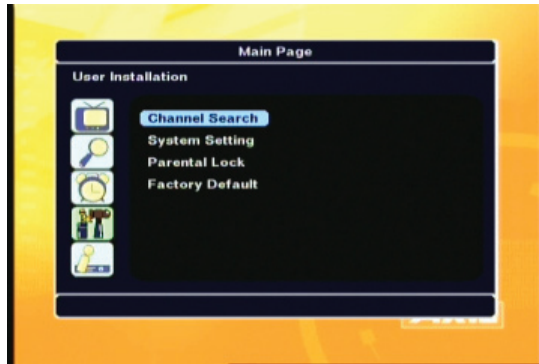 Main Page
User Installation
Channel Search
System Setting
Parental Lock
Factory Default